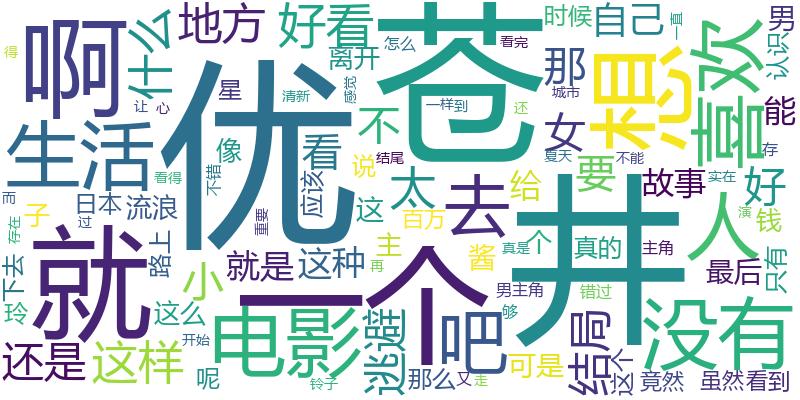 得
地方
好看
怎么
看完
时候
自己
一直
男
啊
什么
离开
苍
想
喜欢
认识
优
星
清新
感觉
那
城市
能
让
心
一样
到
还
生活
像
看
不
女
夏天
不能
存
看得
不错
应该
说
结尾
太
去
给
要
故事
好
而
子
日本
流浪
重要
这
百万
井
人
实在
演
钱
过
存在
就
路上
主
酱
真是
个
真的
主角
最后
只有
下去
小
就是
这种
再
一个
男主角
错过
玲
这么
电影
逃避
吧
够
结局
没有
还是
这样
开始
呢
铃子
那么
又
走
可是
这个
竟然
虽然
看到